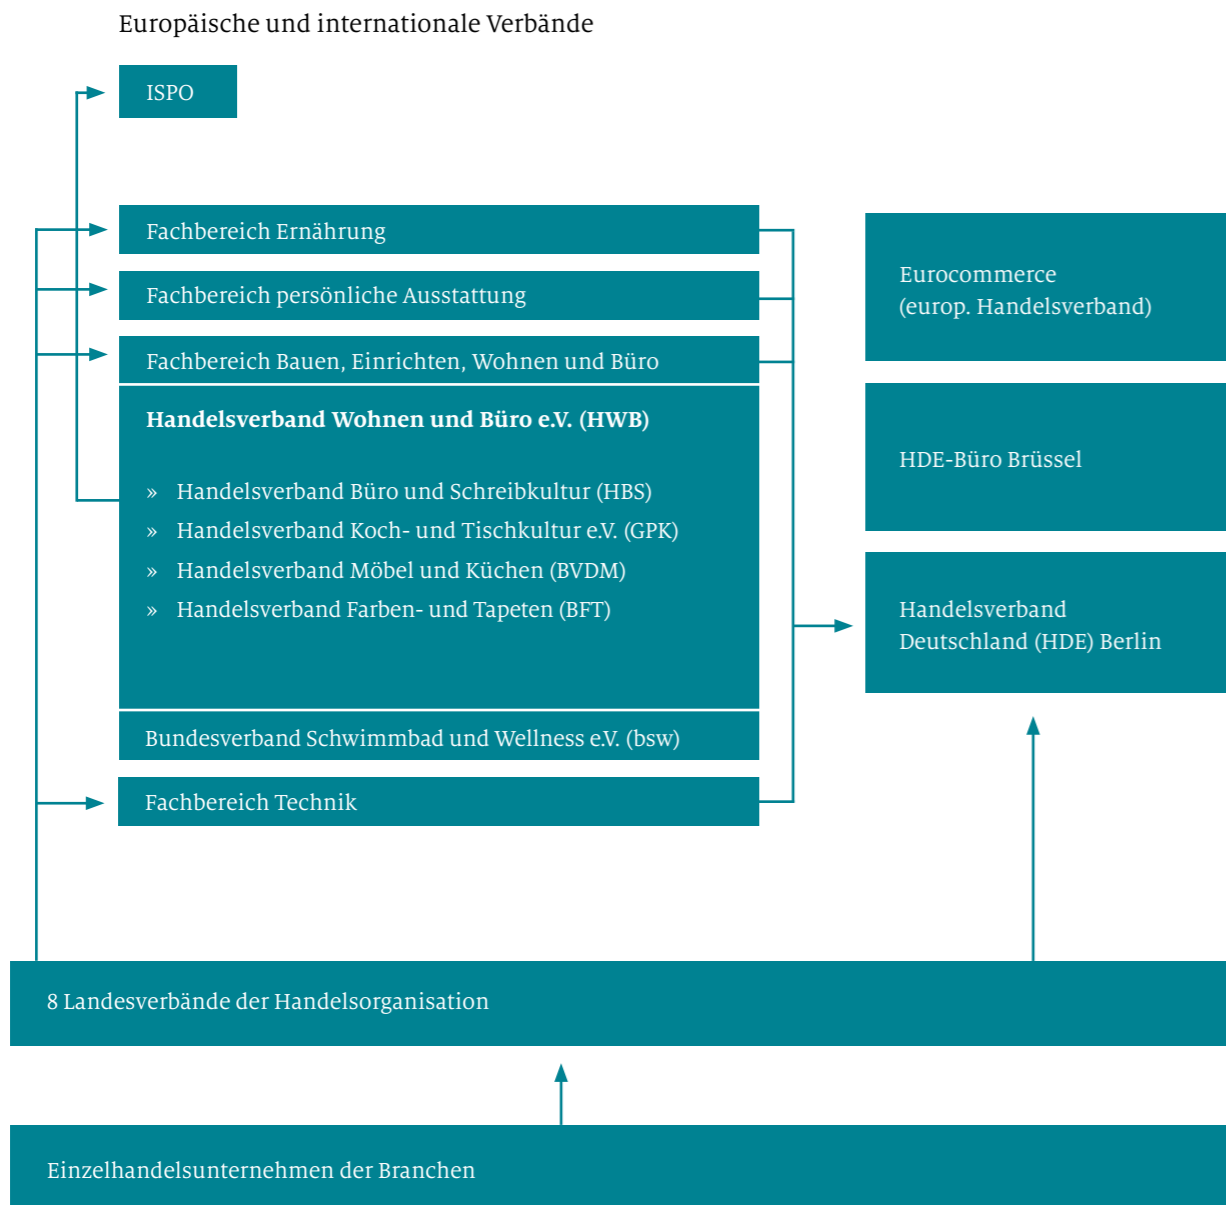 Europäische und internationale Verbände
ISPO
Fachbereich Ernährung
Fachbereich persönliche Ausstattung
Fachbereich Bauen, Einrichten, Wohnen und Büro
Handelsverband Wohnen und Büro e.V. (HWB)
» Handelsverband Büro und Schreibkultur (HBS)
» Handelsverband Koch- und Tischkultur e.V. (GPK)
» Handelsverband Möbel und Küchen (BVDM)
» Handelsverband Farben- und Tapeten (BFT)
Bundesverband Schwimmbad und Wellness e.V. (bsw)
Fachbereich Technik
Eurocommerce
(europ. Handelsverband)
HDE-Büro Brüssel
Handelsverband
Deutschland (HDE) Berlin
8 Landesverbände der Handelsorganisation
Einzelhandelsunternehmen der Branchen